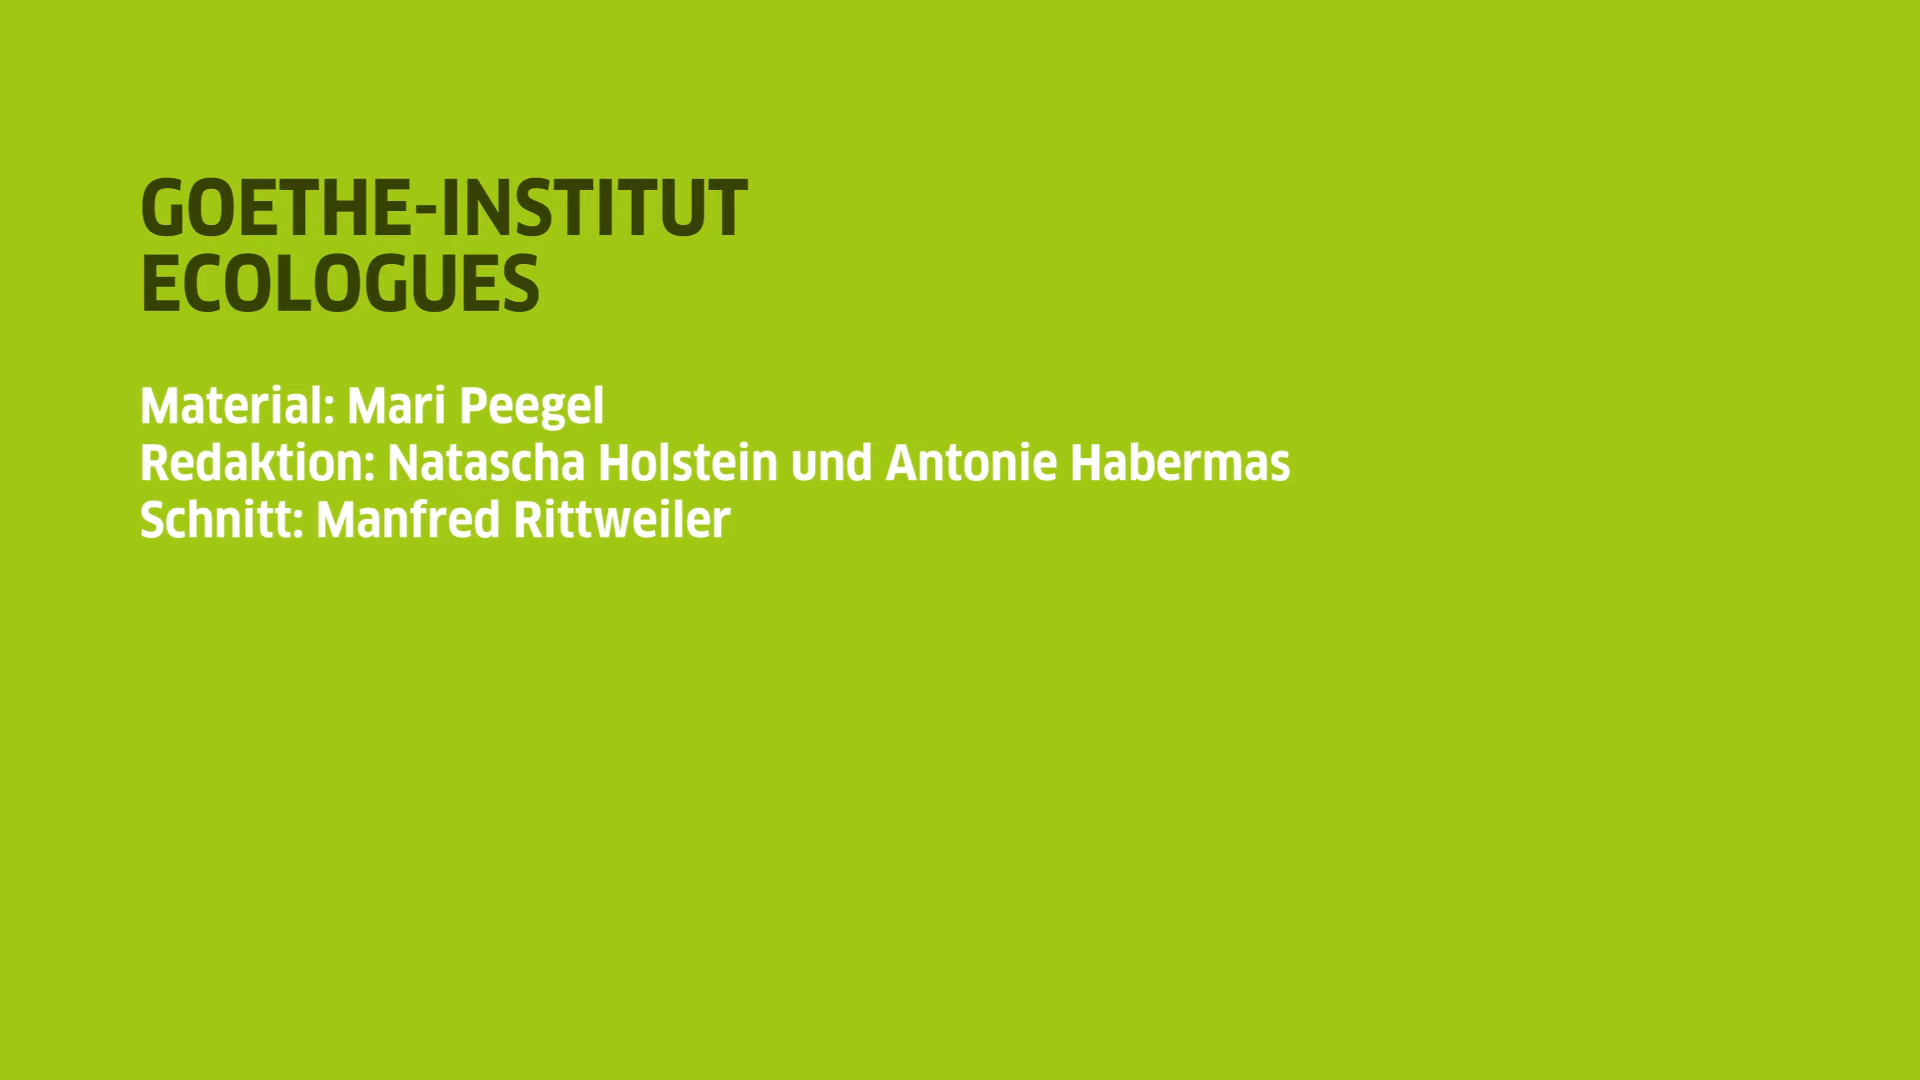 GOETHE-INSTITUT
ECOLOGUES
Material: Mari Peegel
Redaktion: Natascha Holstein und Antonie Habermas
Schnitt: Manfred Rittweiler